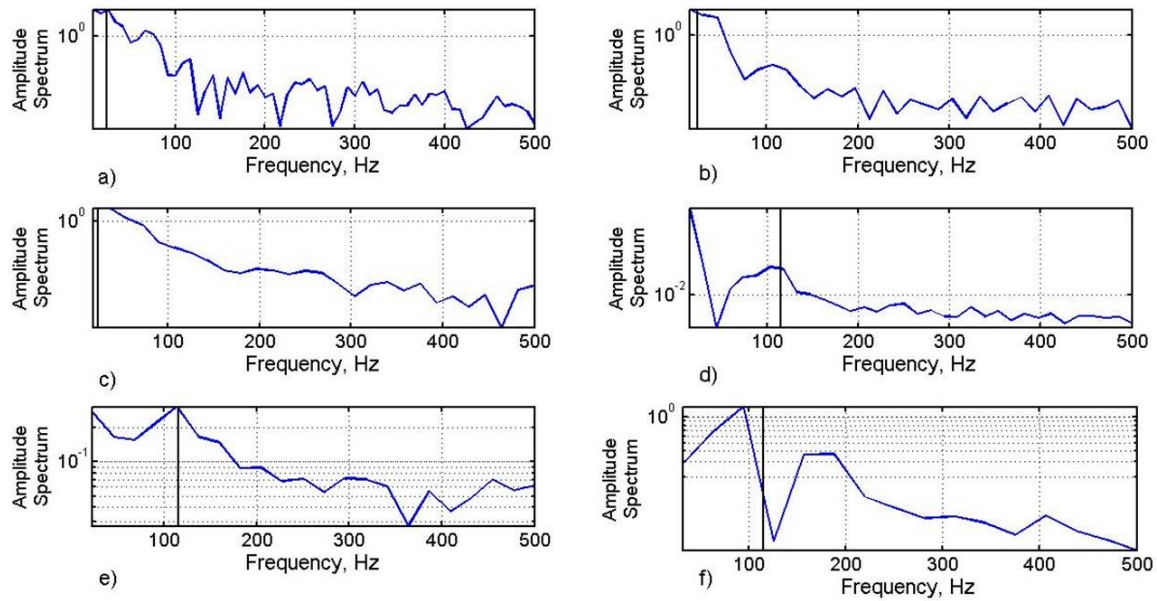 Amplitude
Spectrum
10^0
100 200 300 400 500
Frequency, Hz
a)
Amplitude
Spectrum
10^0
100 200 300 400 500
Frequency, Hz
b)
Amplitude
Spectrum
10^0
100 200 300 400 500
Frequency, Hz
c)
Amplitude
Spectrum
10^-2
100 200 300 400 500
Frequency, Hz
d)
Amplitude
Spectrum
10^-1
100 200 300 400 500
Frequency, Hz
e)
Amplitude
Spectrum
10^0
100 200 300 400 500
Frequency, Hz
f)